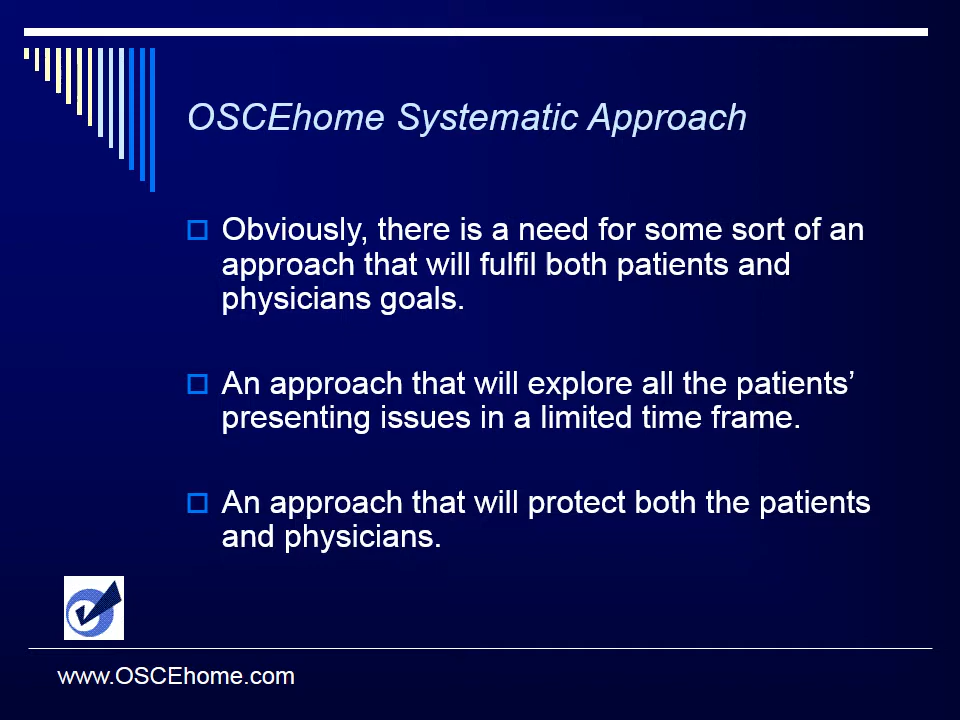 OSCEhome Systematic Approach
Obviously, there is a need for some sort of an
approach that will fulfil both patients and
physicians goals.
An approach that will explore all the patients’
presenting issues in a limited time frame.
An approach that will protect both the patients
and physicians.
www.OSCEhome.com